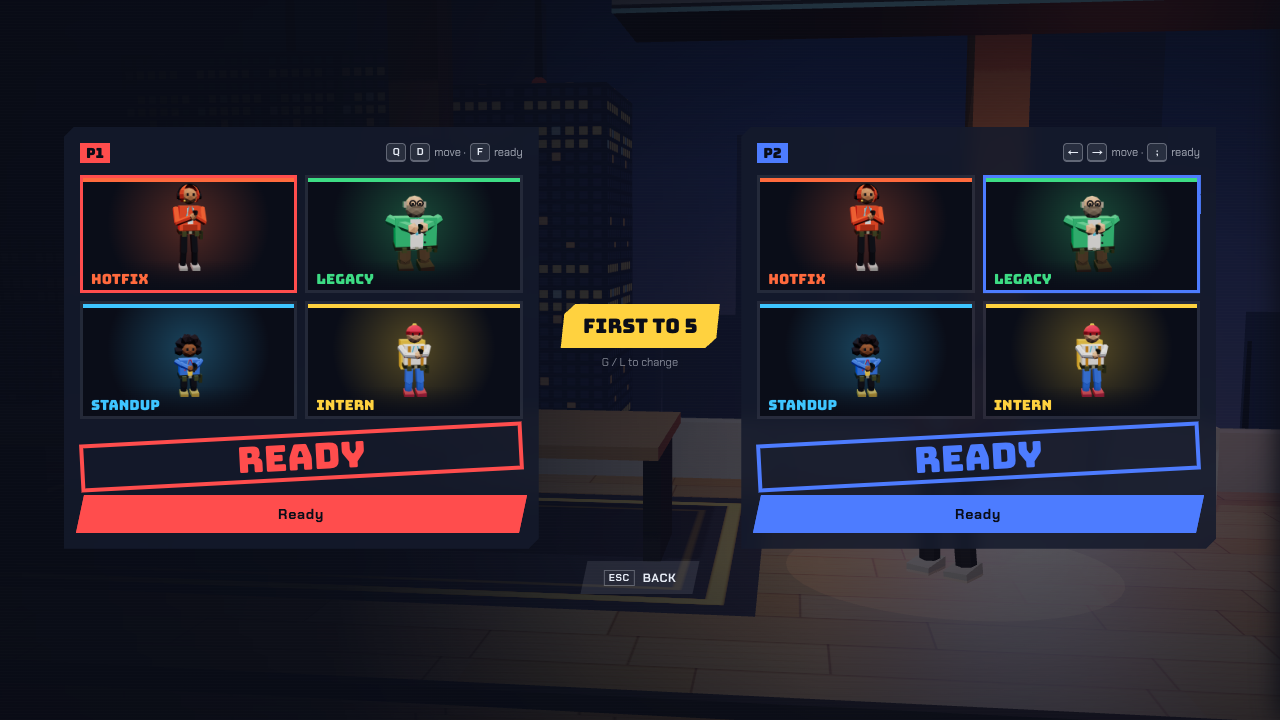 P1
Q D move · F ready
HOTFIX
LEGACY
STANDUP
INTERN
READY
Ready
FIRST TO 5
G / L to change
P2
← → move · ; ready
HOTFIX
LEGACY
STANDUP
INTERN
READY
Ready
ESC BACK